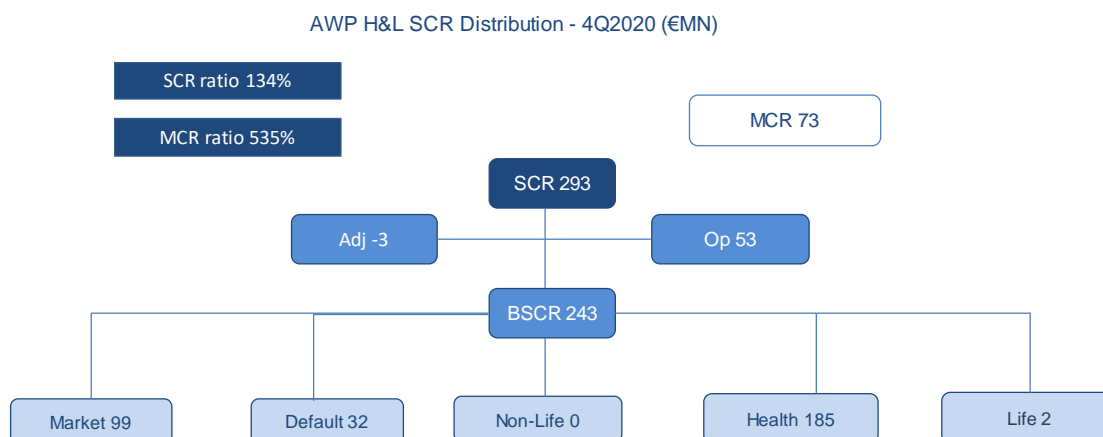 AWP H&L SCR Distribution - 4Q2020 (€MN)
SCR ratio 134%
MCR ratio 535%
MCR 73
SCR 293
Adj -3
Op 53
BSCR 243
Market 99
Default 32
Non-Life 0
Health 185
Life 2